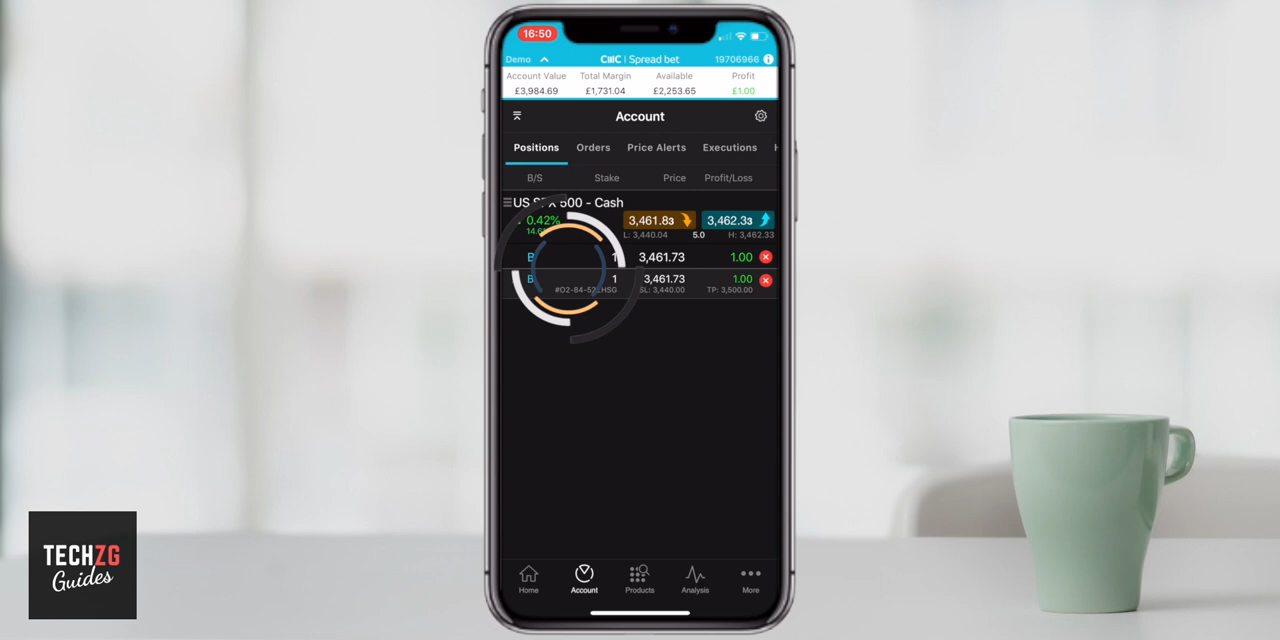 16:50
Demo CMC | Spread bet 19706966
Account Value Total Margin Available Profit
£3,984.69 £1,731.04 £2,253.65 £1.00
Account
Positions Orders Price Alerts Executions
B/S Stake Price Profit/Loss
US SPX 500 - Cash
0.42% 3,461.83 3,462.33
L: 3,440.04 5.0 H: 3,462.33
B 1 3,461.73 1.00
B 1 3,461.73 1.00
SL: 3,440.00 TP: 3,500.00
Home Account Products Analysis More
TECHZG
Guides